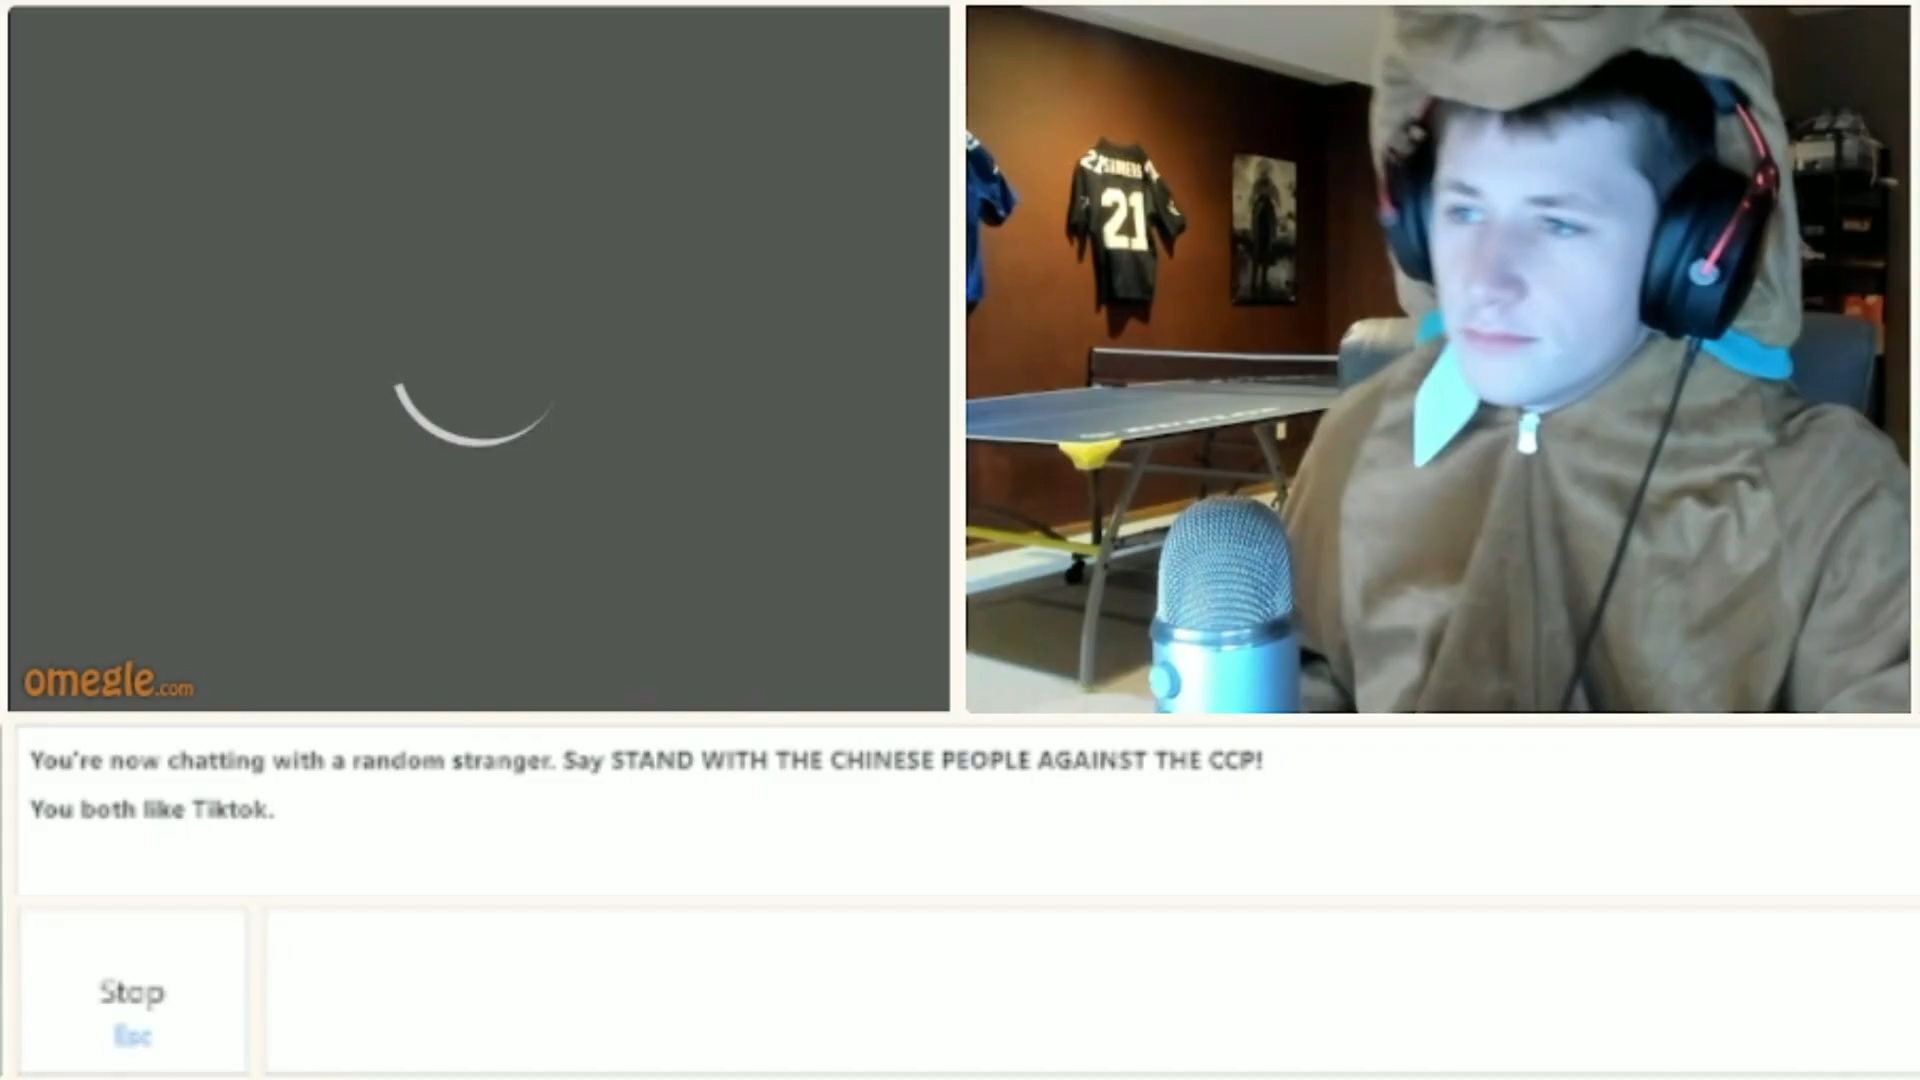 SANDERS
21
omegle.com
You're now chatting with a random stranger. Say STAND WITH THE CHINESE PEOPLE AGAINST THE CCP!
You both like Tiktok.
Stop
Esc